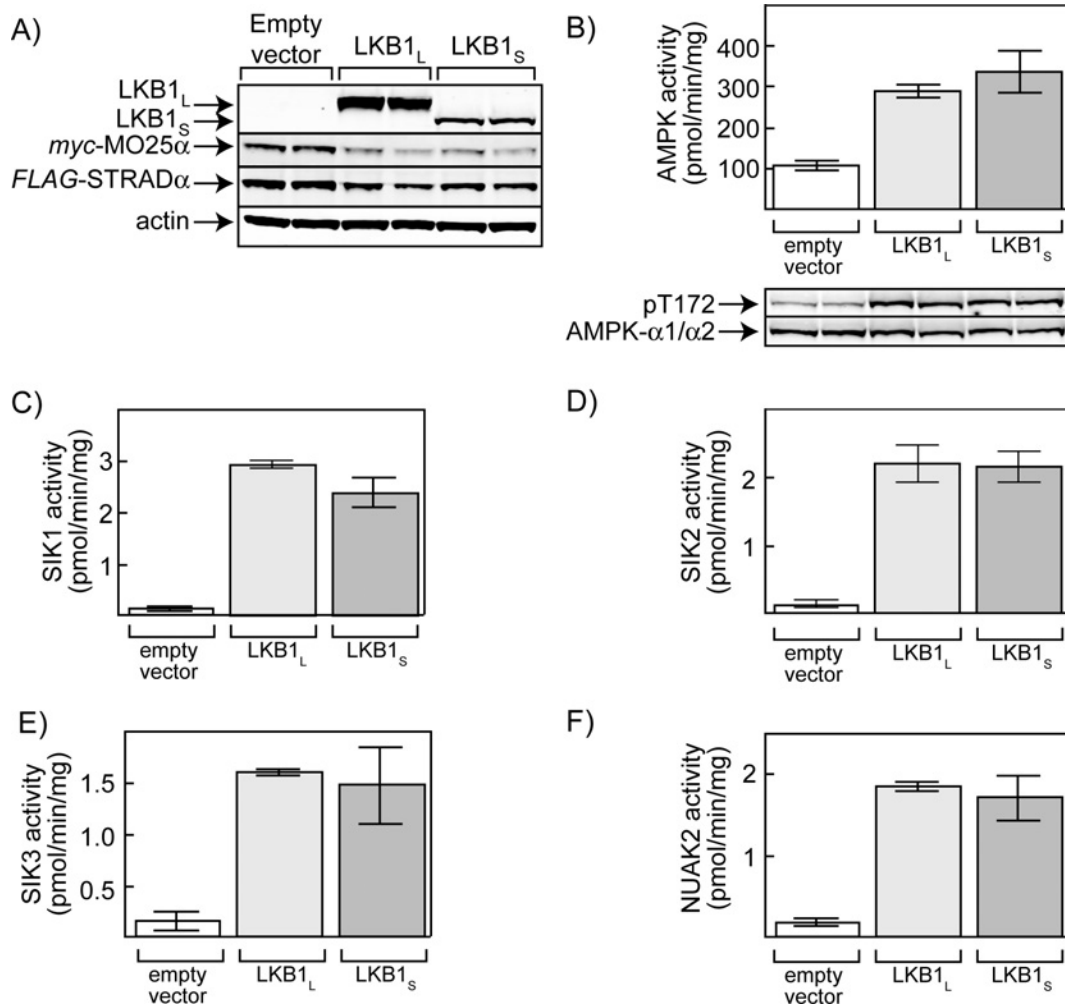 A)
Empty
vector
LKB1L
LKB1S
LKB1L
LKB1S
myc-MO25α
FLAG-STRADα
actin
B)
AMPK activity
(pmol/min/mg)
400
300
200
100
empty
vector
LKB1L
LKB1S
pT172
AMPK-α1/α2
C)
SIK1 activity
(pmol/min/mg)
3
2
1
empty
vector
LKB1L
LKB1S
D)
SIK2 activity
(pmol/min/mg)
2
1
empty
vector
LKB1L
LKB1S
E)
SIK3 activity
(pmol/min/mg)
1.5
1.0
0.5
empty
vector
LKB1L
LKB1S
F)
NUAK2 activity
(pmol/min/mg)
2
1
empty
vector
LKB1L
LKB1S